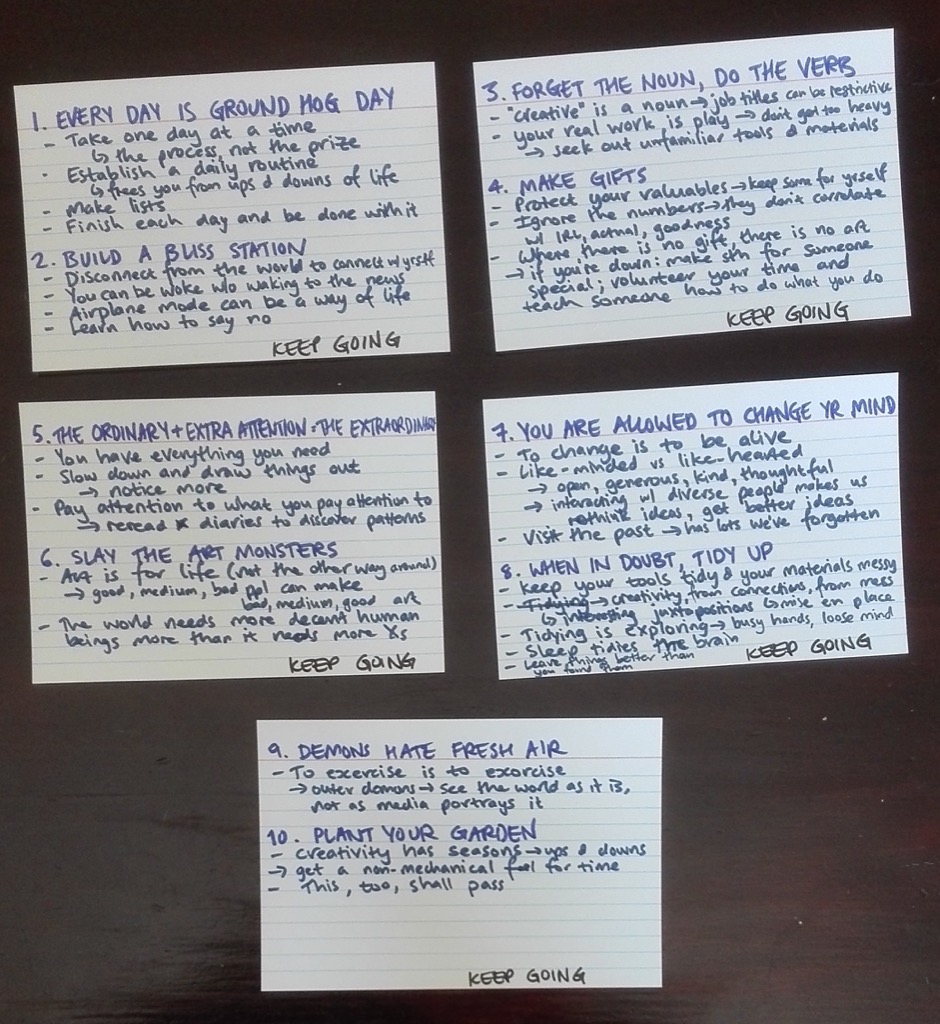 1. EVERY DAY IS GROUND HOG DAY
- Take one day at a time
↳ the process, not the prize
- Establish a daily routine
↳ frees you from ups & downs of life
- Make lists
- Finish each day and be done with it
2. BUILD A BLISS STATION
- Disconnect from the world to connect w/ yrself
- You can be woke w/o waking to the news
- Airplane mode can be a way of life
- Learn how to say no
KEEP GOING
3. FORGET THE NOUN, DO THE VERB
- "creative" is a noun → job titles can be restrictive
- your real work is play → don't get too heavy
→ seek out unfamiliar tools & materials
4. MAKE GIFTS
- Protect your valuables → keep some for yrself
- Ignore the numbers → they don't correlate
w/ IRL, actual, goodness
- Where there is no gift, there is no art
→ if you're down: make sth for someone
special; volunteer your time and
teach someone how to do what you do
KEEP GOING
5. THE ORDINARY + EXTRA ATTENTION = THE EXTRAORDINARY
- You have everything you need
- Slow down and draw things out
→ notice more
- Pay attention to what you pay attention to
→ reread diaries to discover patterns
6. SLAY THE ART MONSTERS
- Art is for life (not the other way around)
→ good, medium, bad ppl can make
bad, medium, good art
- The world needs more decent human
beings more than it needs more Xs
KEEP GOING
7. YOU ARE ALLOWED TO CHANGE YR MIND
- To change is to be alive
- Like-minded vs like-hearted
→ open, generous, kind, thoughtful
→ interacting w/ diverse people makes us
rethink ideas, get better ideas
- Visit the past → has lots we've forgotten
8. WHEN IN DOUBT, TIDY UP
- Keep your tools tidy & your materials messy
- Tidying → creativity, from connections, from mess
↳ interesting juxtapositions ↳ mise en place
- Tidying is exploring → busy hands, loose mind
- Sleep tidies the brain
- Leave things better than
you found them
KEEP GOING
9. DEMONS HATE FRESH AIR
- To exercise is to exorcise
→ outer demons → see the world as it is,
not as media portrays it
10. PLANT YOUR GARDEN
- creativity has seasons → ups & downs
→ get a non-mechanical feel for time
- This, too, shall pass
KEEP GOING